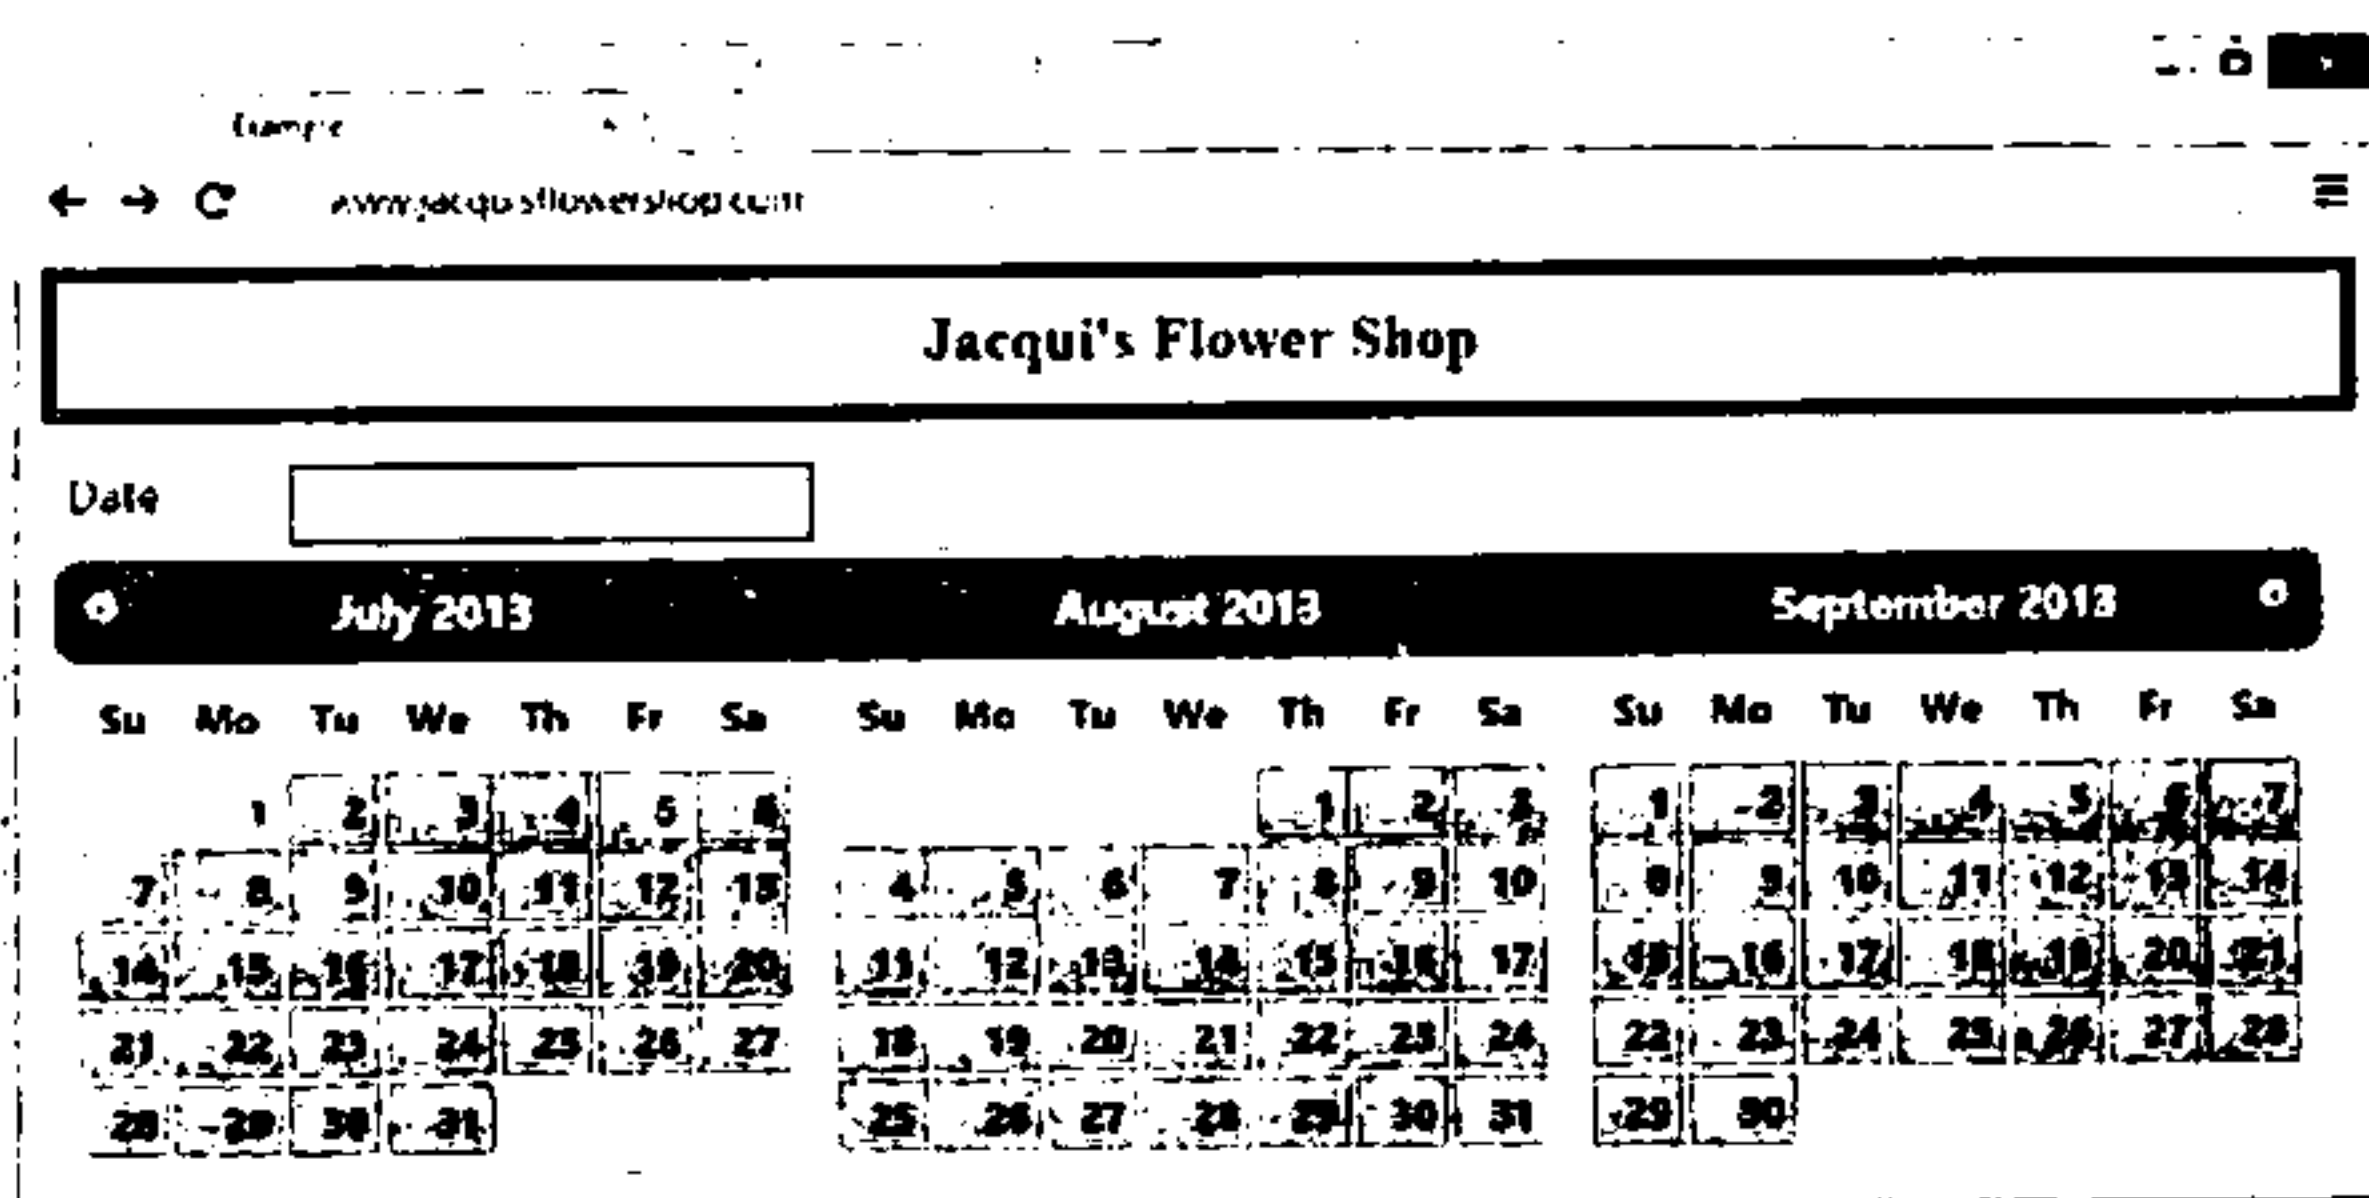 Example
www.jacquisflowershop.com
Jacqui's Flower Shop
Date
July 2013 August 2013 September 2013
Su Mo Tu We Th Fr Sa Su Mo Tu We Th Fr Sa Su Mo Tu We Th Fr Sa
1 2 3 4 5 6 1 2 3 1 2 3 4 5 6 7
7 8 9 10 11 12 13 4 5 6 7 8 9 10 8 9 10 11 12 13 14
14 15 16 17 18 19 20 11 12 13 14 15 16 17 15 16 17 18 19 20 21
21 22 23 24 25 26 27 18 19 20 21 22 23 24 22 23 24 25 26 27 28
28 29 30 31 25 26 27 28 29 30 31 29 30